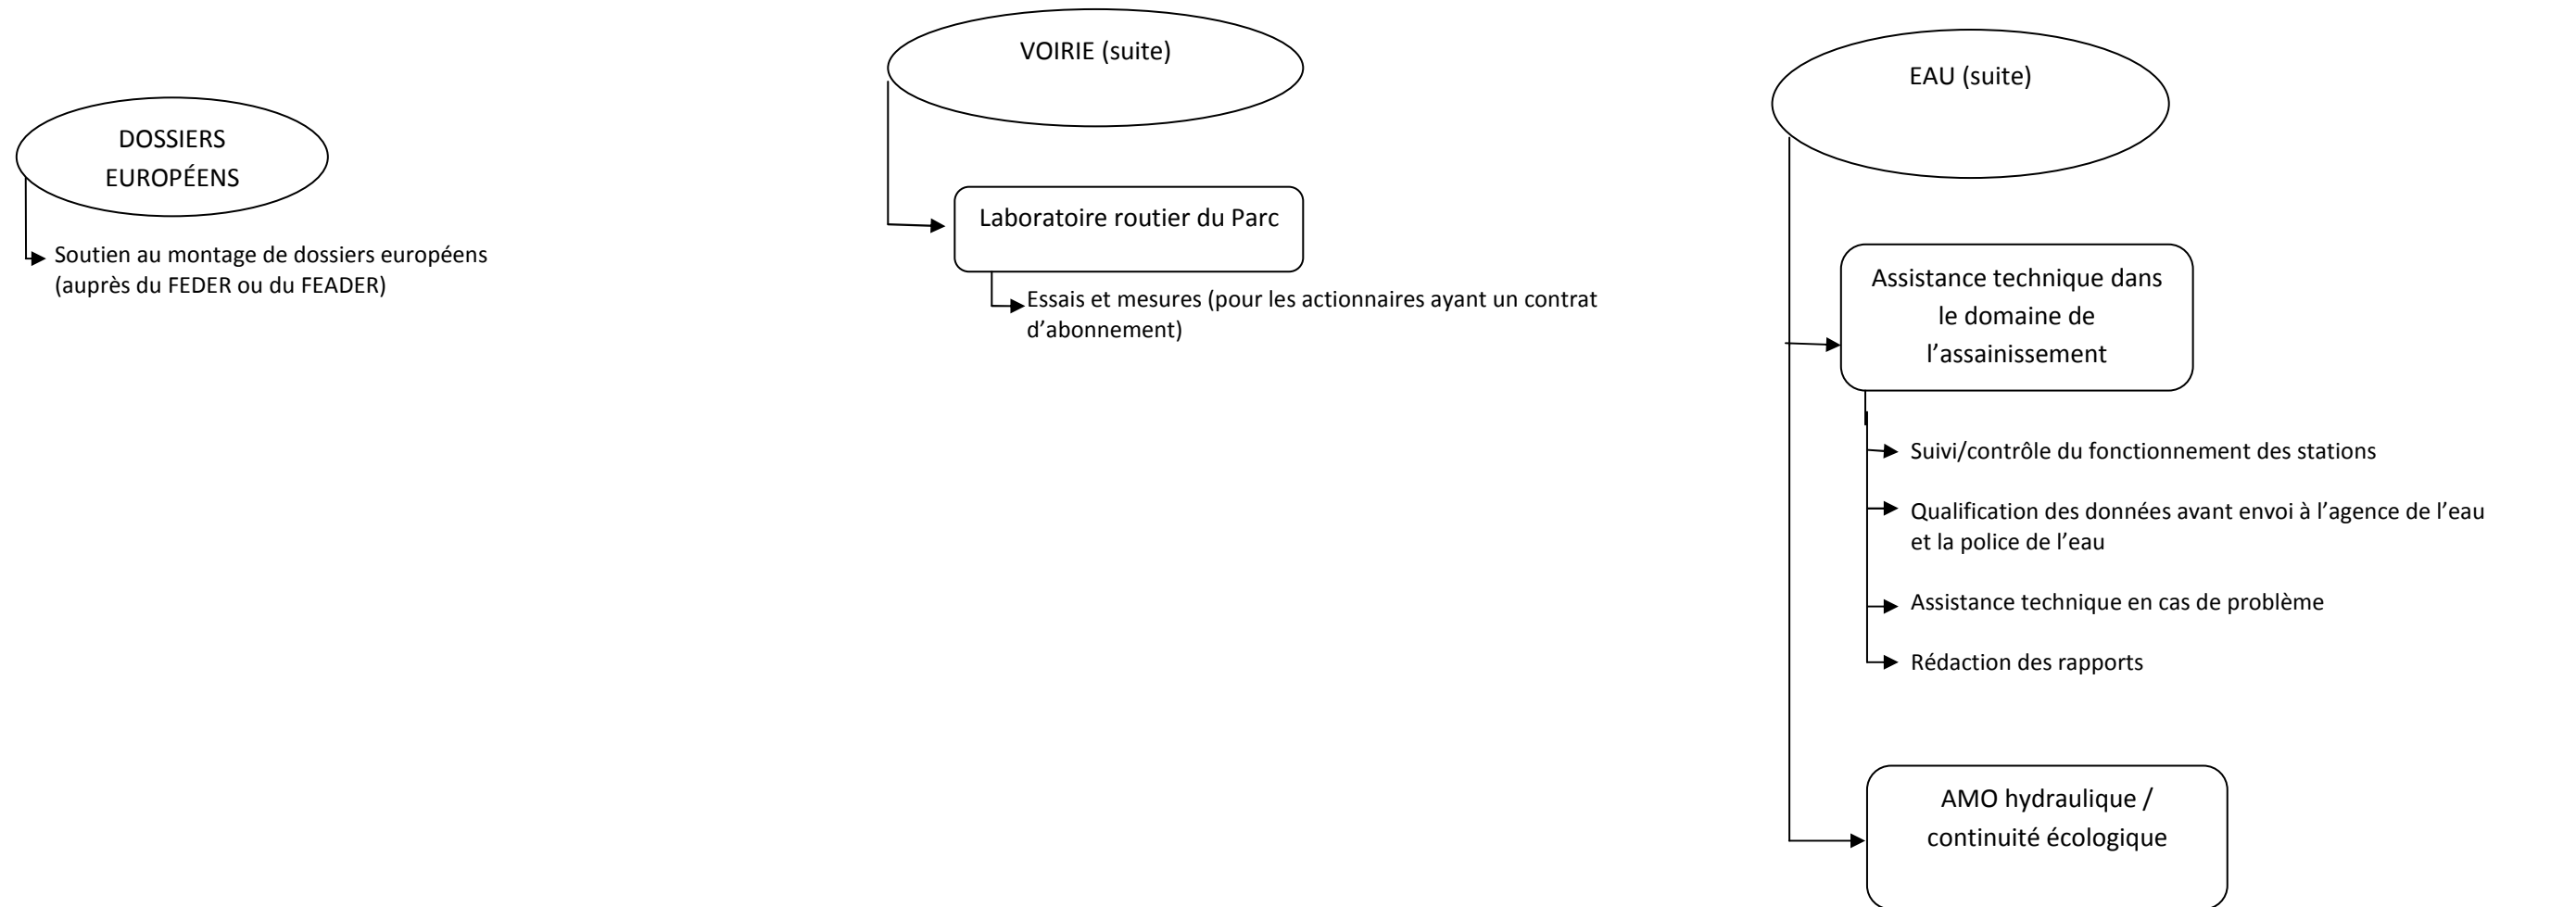 DOSSIERS
EUROPÉENS
Soutien au montage de dossiers européens
(auprès du FEDER ou du FEADER)
VOIRIE (suite)
Laboratoire routier du Parc
Essais et mesures (pour les actionnaires ayant un contrat
d’abonnement)
EAU (suite)
Assistance technique dans
le domaine de
l’assainissement
Suivi/contrôle du fonctionnement des stations
Qualification des données avant envoi à l’agence de l’eau
et la police de l’eau
Assistance technique en cas de problème
Rédaction des rapports
AMO hydraulique /
continuité écologique